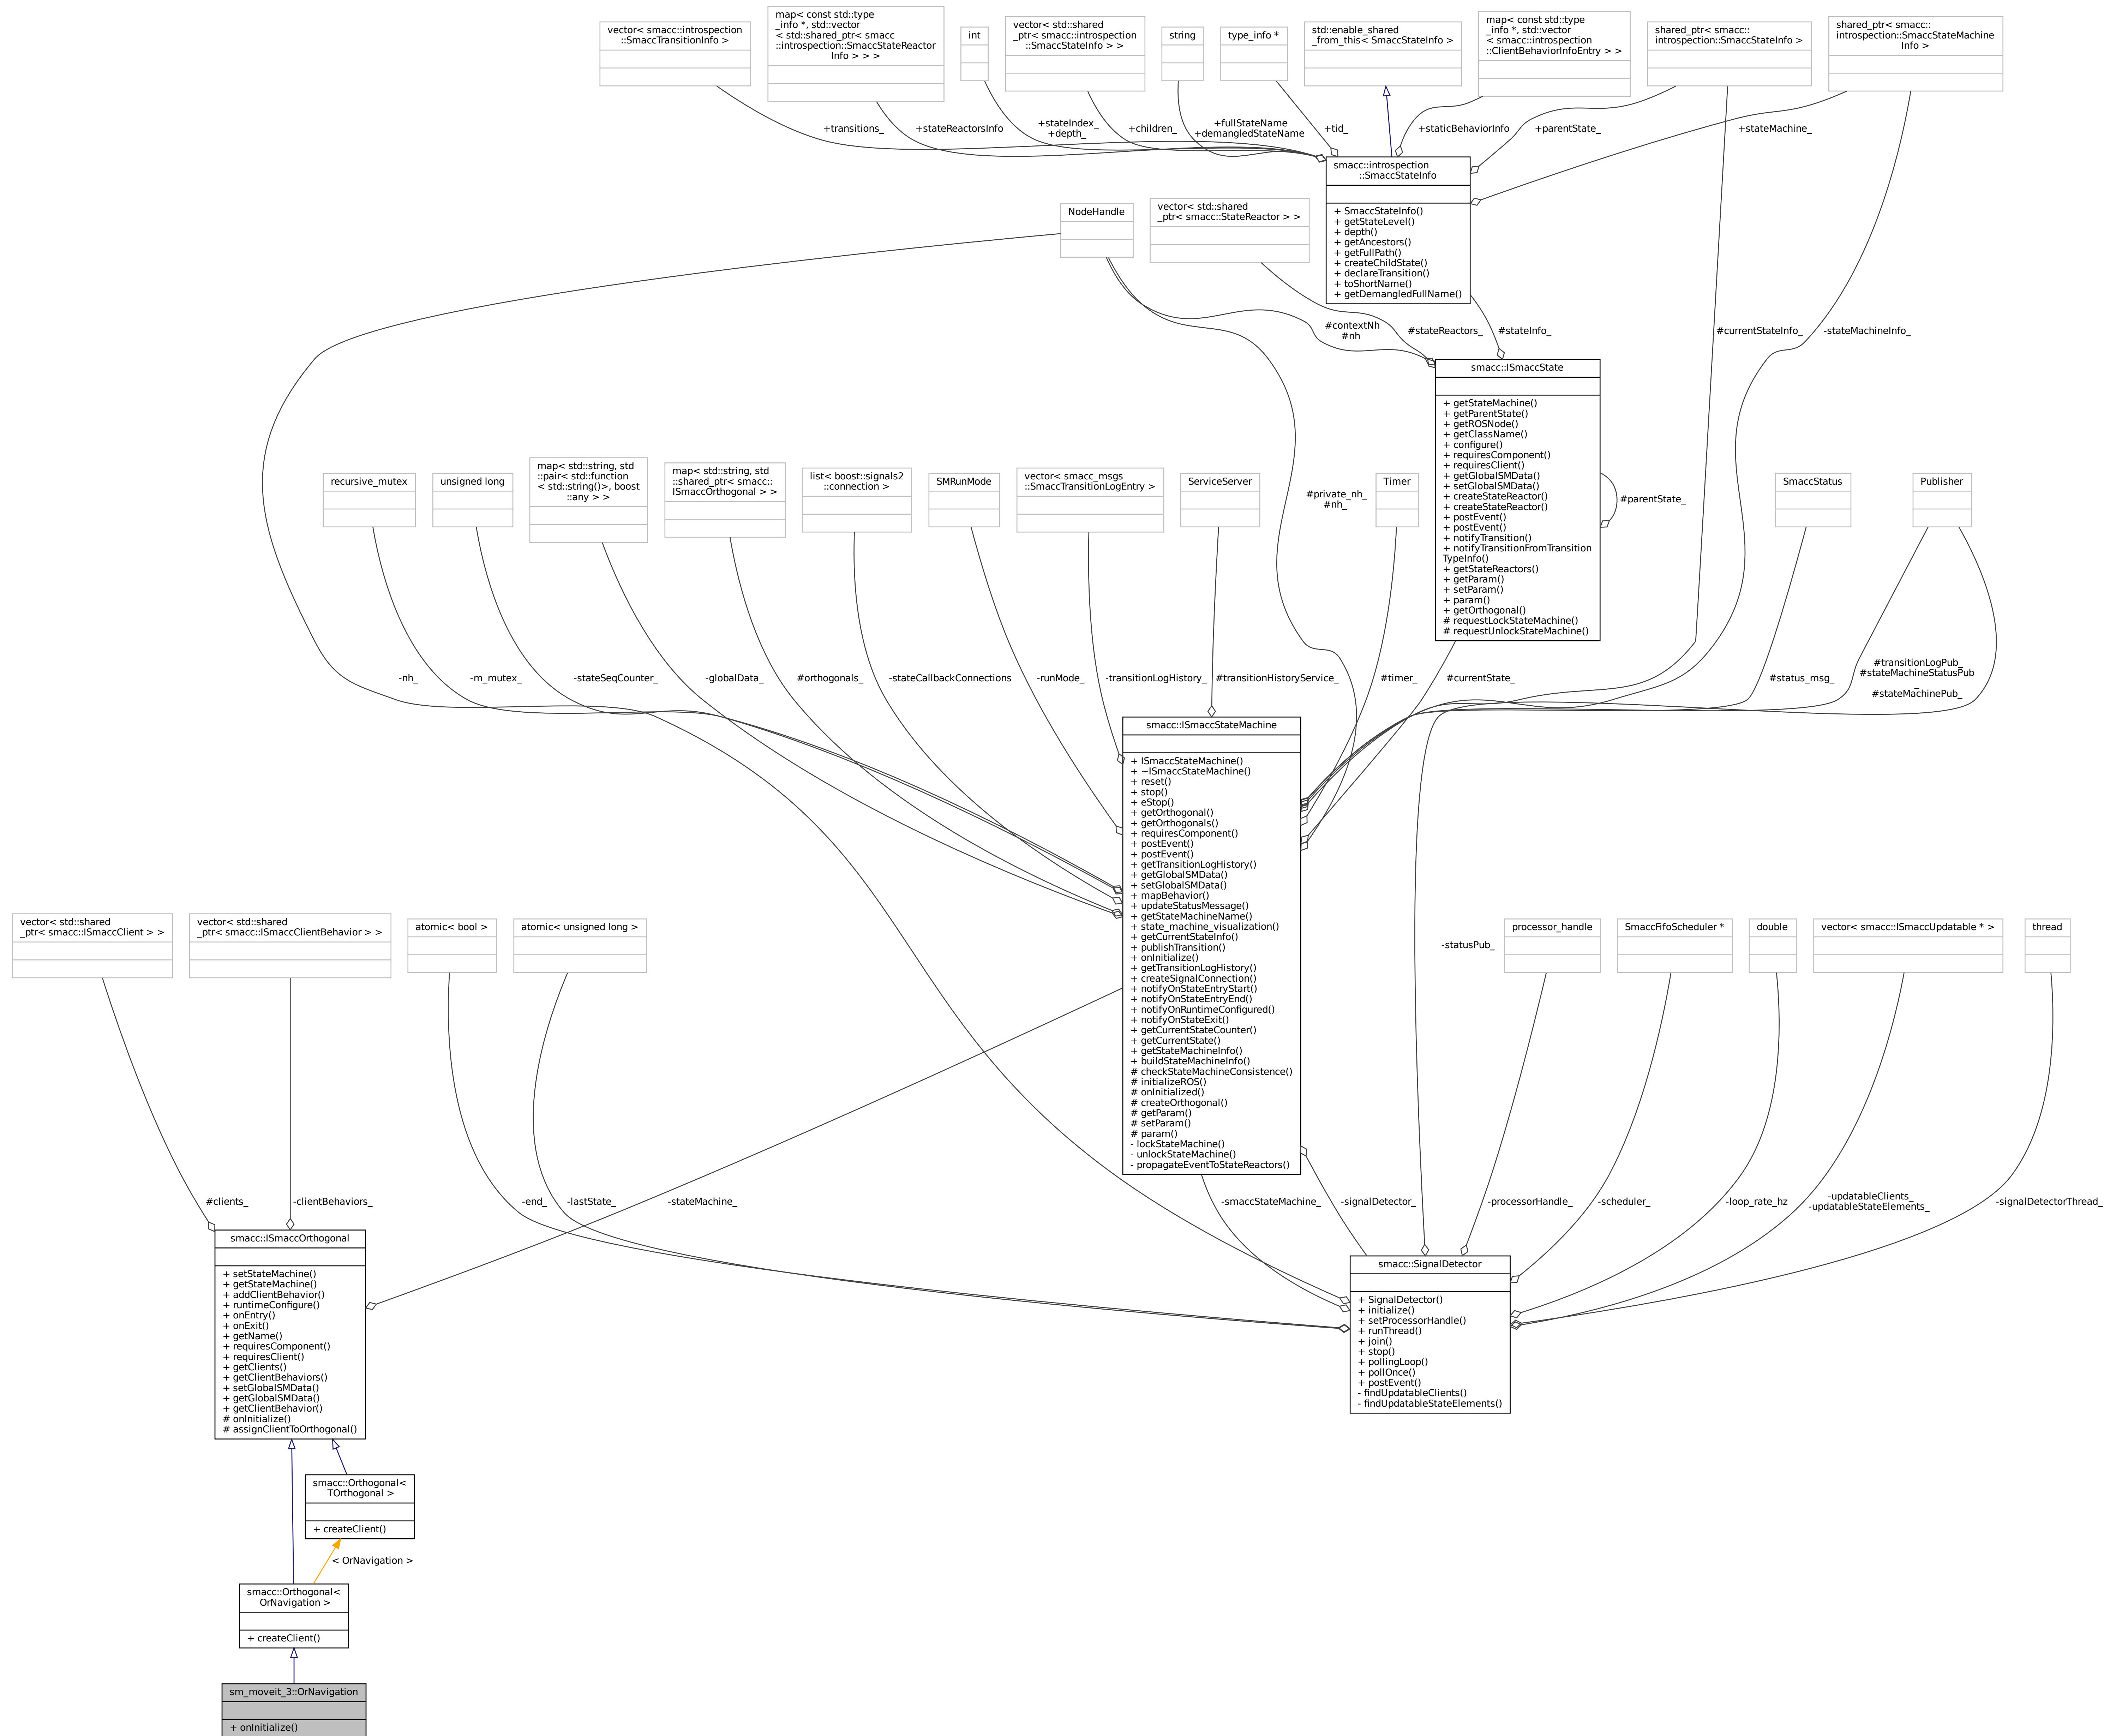 vector< smacc::introspection
::SmaccTransitionInfo >
map< const std::type
_info *, std::vector
< std::shared_ptr< smacc
::introspection::SmaccStateReactor
Info > > >
int
vector< std::shared
_ptr< smacc::introspection
::SmaccStateInfo > >
string
type_info *
std::enable_shared
_from_this< SmaccStateInfo >
map< const std::type
_info *, std::vector
< smacc::introspection
::ClientBehaviorInfoEntry > >
shared_ptr< smacc::
introspection::SmaccStateInfo >
shared_ptr< smacc::
introspection::SmaccStateMachine
Info >
+transitions_
+stateReactorsInfo
+stateIndex_
+depth_
+children_
+fullStateName
+demangledStateName
+tid_
+staticBehaviorInfo
+parentState_
+stateMachine_
smacc::introspection
::SmaccStateInfo
+ SmaccStateInfo()
+ getStateLevel()
+ depth()
+ getAncestors()
+ getFullPath()
+ createChildState()
+ declareTransition()
+ toShortName()
+ getDemangledFullName()
NodeHandle
vector< std::shared
_ptr< smacc::StateReactor > >
#contextNh
#nh
#stateReactors_
#stateInfo_
#currentStateInfo_
-stateMachineInfo_
smacc::ISmaccState
+ getStateMachine()
+ getParentState()
+ getROSNode()
+ getClassName()
+ configure()
+ requiresComponent()
+ requiresClient()
+ getGlobalSMData()
+ setGlobalSMData()
+ createStateReactor()
+ createStateReactor()
+ postEvent()
+ postEvent()
+ notifyTransition()
+ notifyTransitionFromTransition
TypeInfo()
+ getStateReactors()
+ getParam()
+ setParam()
+ param()
+ getOrthogonal()
# requestLockStateMachine()
# requestUnlockStateMachine()
#parentState_
recursive_mutex
unsigned long
map< std::string, std
::pair< std::function
< std::string()>, boost
::any > >
map< std::string, std
::shared_ptr< smacc::
ISmaccOrthogonal > >
list< boost::signals2
::connection >
SMRunMode
vector< smacc_msgs
::SmaccTransitionLogEntry >
ServiceServer
#private_nh_
#nh_
Timer
SmaccStatus
Publisher
-nh_
-m_mutex_
-stateSeqCounter_
-globalData_
#orthogonals_
-stateCallbackConnections
-runMode_
-transitionLogHistory_
#transitionHistoryService_
#timer_
#currentState_
#status_msg_
#transitionLogPub_
#stateMachineStatusPub
_
#stateMachinePub_
smacc::ISmaccStateMachine
+ ISmaccStateMachine()
+ ~ISmaccStateMachine()
+ reset()
+ stop()
+ eStop()
+ getOrthogonal()
+ getOrthogonals()
+ requiresComponent()
+ postEvent()
+ postEvent()
+ getTransitionLogHistory()
+ getGlobalSMData()
+ setGlobalSMData()
+ mapBehavior()
+ updateStatusMessage()
+ getStateMachineName()
+ state_machine_visualization()
+ getCurrentStateInfo()
+ publishTransition()
+ onInitialize()
+ getTransitionLogHistory()
+ createSignalConnection()
+ notifyOnStateEntryStart()
+ notifyOnStateEntryEnd()
+ notifyOnRuntimeConfigured()
+ notifyOnStateExit()
+ getCurrentStateCounter()
+ getCurrentState()
+ getStateMachineInfo()
+ buildStateMachineInfo()
# checkStateMachineConsistence()
# initializeROS()
# onInitialized()
# createOrthogonal()
# getParam()
# setParam()
# param()
- lockStateMachine()
- unlockStateMachine()
- propagateEventToStateReactors()
vector< std::shared
_ptr< smacc::ISmaccClient > >
vector< std::shared
_ptr< smacc::ISmaccClientBehavior > >
atomic< bool >
atomic< unsigned long >
-statusPub_
processor_handle
SmaccFifoScheduler *
double
vector< smacc::ISmaccUpdatable * >
thread
#clients_
-clientBehaviors_
-end_
-lastState_
-stateMachine_
-smaccStateMachine_
-signalDetector_
-processorHandle_
-scheduler_
-loop_rate_hz
-updatableClients_
-updatableStateElements_
-signalDetectorThread_
smacc::ISmaccOrthogonal
+ setStateMachine()
+ getStateMachine()
+ addClientBehavior()
+ runtimeConfigure()
+ onEntry()
+ onExit()
+ getName()
+ requiresComponent()
+ requiresClient()
+ getClients()
+ getClientBehaviors()
+ setGlobalSMData()
+ getGlobalSMData()
+ getClientBehavior()
# onInitialize()
# assignClientToOrthogonal()
smacc::SignalDetector
+ SignalDetector()
+ initialize()
+ setProcessorHandle()
+ runThread()
+ join()
+ stop()
+ pollingLoop()
+ pollOnce()
+ postEvent()
- findUpdatableClients()
- findUpdatableStateElements()
smacc::Orthogonal<
TOrthogonal >
+ createClient()
< OrNavigation >
smacc::Orthogonal<
OrNavigation >
+ createClient()
sm_moveit_3::OrNavigation
+ onInitialize()